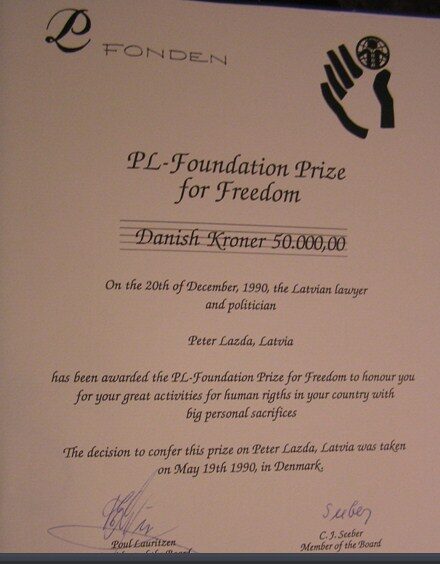 PL FONDEN
PL-Foundation Prize
for Freedom
Danish Kroner 50.000,00
On the 20th of December, 1990, the Latvian lawyer
and politician
Peter Lazda, Latvia
has been awarded the PL-Foundation Prize for Freedom to honour you
for your great activities for human rigths in your country with
big personal sacrifices
The decision to confer this prize on Peter Lazda, Latvia was taken
on May 19th 1990, in Denmark.
Seeber
Poul Lauritzen
C.J. Seeber
Member of the Board